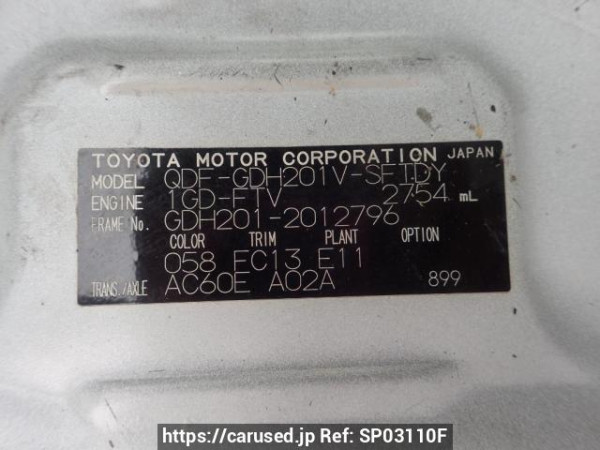 TOYOTA MOTOR CORPORATION JAPAN
MODEL QDF-GDH201V-SFTDY
ENGINE 1GD-FTV 2754 mL
FRAME No. GDH201-2012796
COLOR TRIM PLANT OPTION
058 FC13 E11
TRANS./AXLE AC60E A02A 899
https://carused.jp Ref: SP03110F